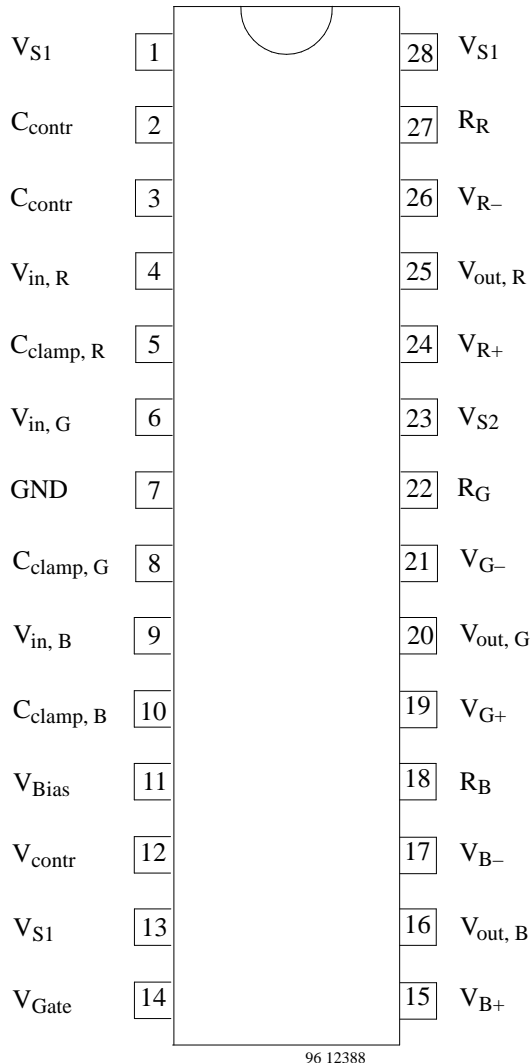 V_S1 1 28 V_S1
C_contr 2 27 R_R
C_contr 3 26 V_R–
V_in, R 4 25 V_out, R
C_clamp, R 5 24 V_R+
V_in, G 6 23 V_S2
GND 7 22 R_G
C_clamp, G 8 21 V_G–
V_in, B 9 20 V_out, G
C_clamp, B 10 19 V_G+
V_Bias 11 18 R_B
V_contr 12 17 V_B–
V_S1 13 16 V_out, B
V_Gate 14 15 V_B+
96 12388